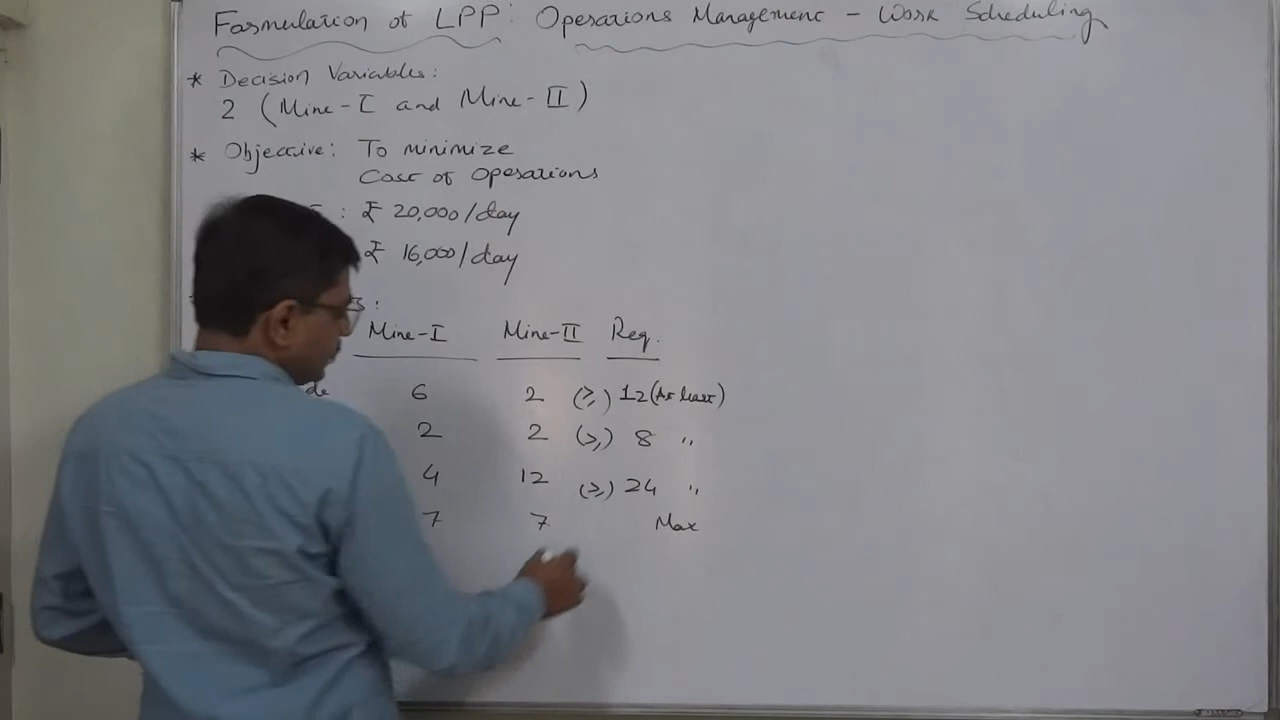 Formulation of LPP: Operations Management - Work Scheduling
* Decision Variables:
2 (Mine-I and Mine-II)
* Objective: To minimize
Cost of Operations
: ₹ 20,000/day
₹ 16,000/day
:
Mine-I Mine-II Req.
6 2 (≥) 12 (At least)
2 2 (≥) 8 ,,
4 12 (≥) 24 ,,
7 7 Max